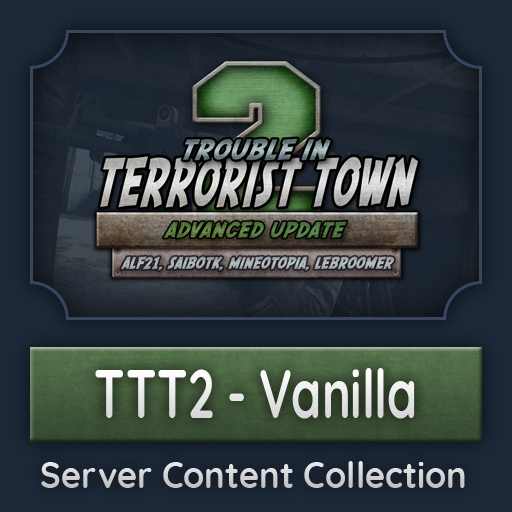 2
TROUBLE IN
TERRORIST TOWN
ADVANCED UPDATE
ALF21, SAIBOTK, MINEOTOPIA, LEBROOMER
TTT2 - Vanilla
Server Content Collection